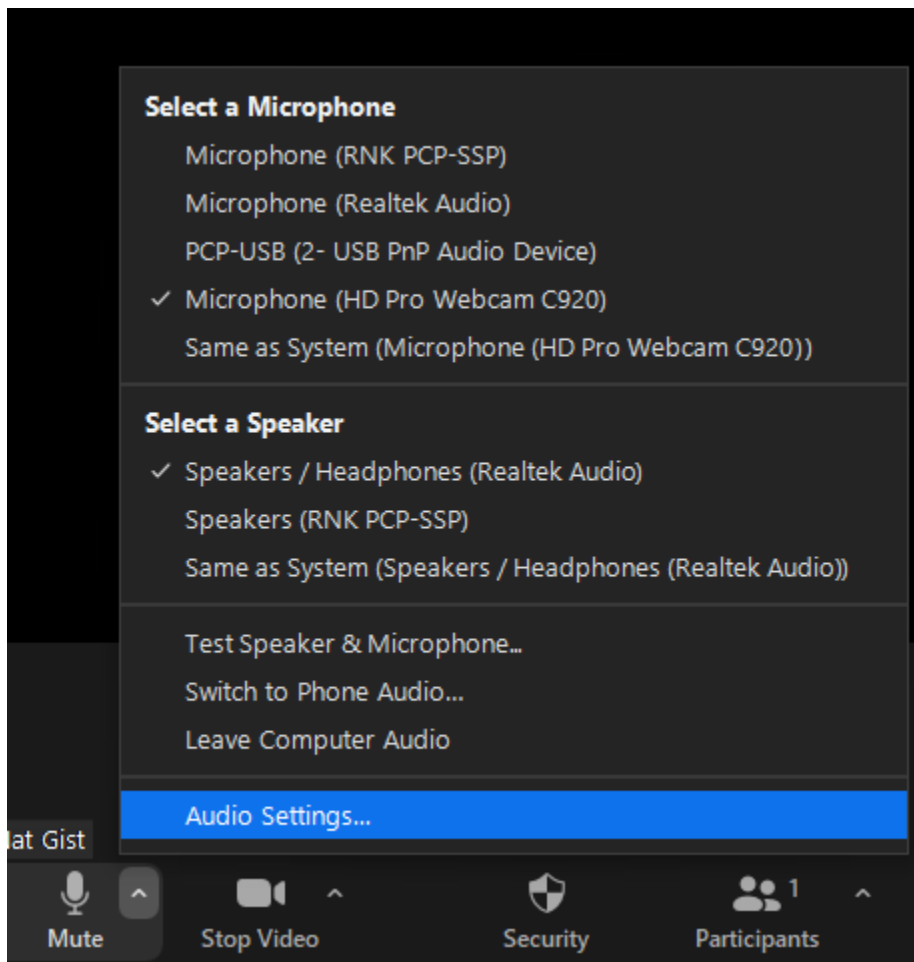 Select a Microphone
Microphone (RNK PCP-SSP)
Microphone (Realtek Audio)
PCP-USB (2- USB PnP Audio Device)
✓ Microphone (HD Pro Webcam C920)
Same as System (Microphone (HD Pro Webcam C920))
Select a Speaker
✓ Speakers / Headphones (Realtek Audio)
Speakers (RNK PCP-SSP)
Same as System (Speakers / Headphones (Realtek Audio))
Test Speaker & Microphone...
Switch to Phone Audio...
Leave Computer Audio
Audio Settings...
Gist
1
Mute Stop Video Security Participants